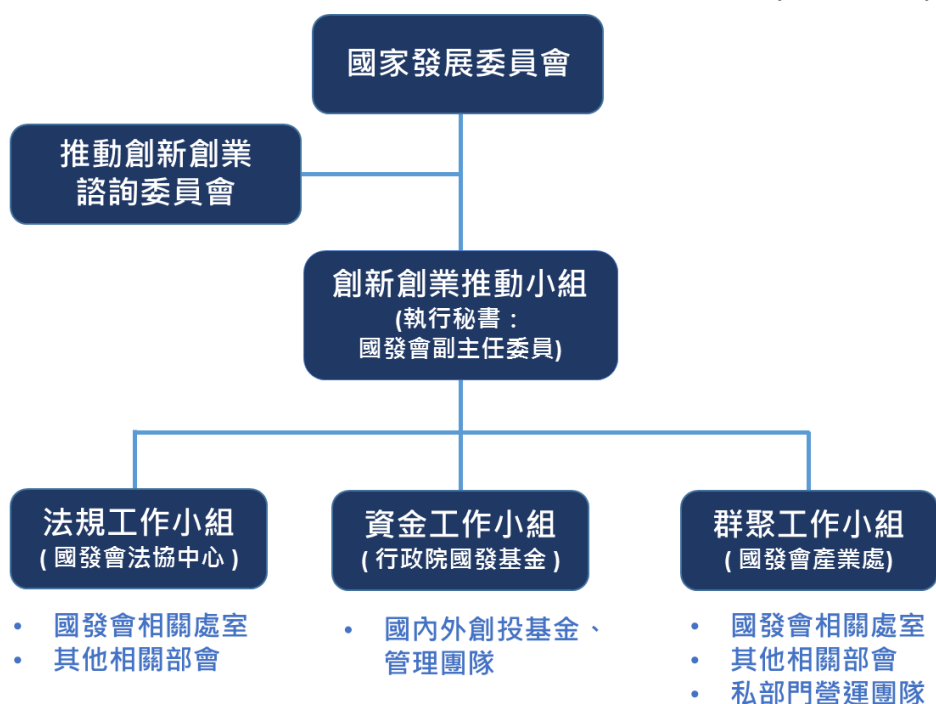 國家發展委員會
推動創新創業
諮詢委員會
創新創業推動小組
(執行秘書：
國發會副主任委員)
法規工作小組
( 國發會法協中心 )
資金工作小組
( 行政院國發基金 )
群聚工作小組
( 國發會產業處)
• 國發會相關處室
• 其他相關部會
• 國內外創投基金、
管理團隊
• 國發會相關處室
• 其他相關部會
• 私部門營運團隊